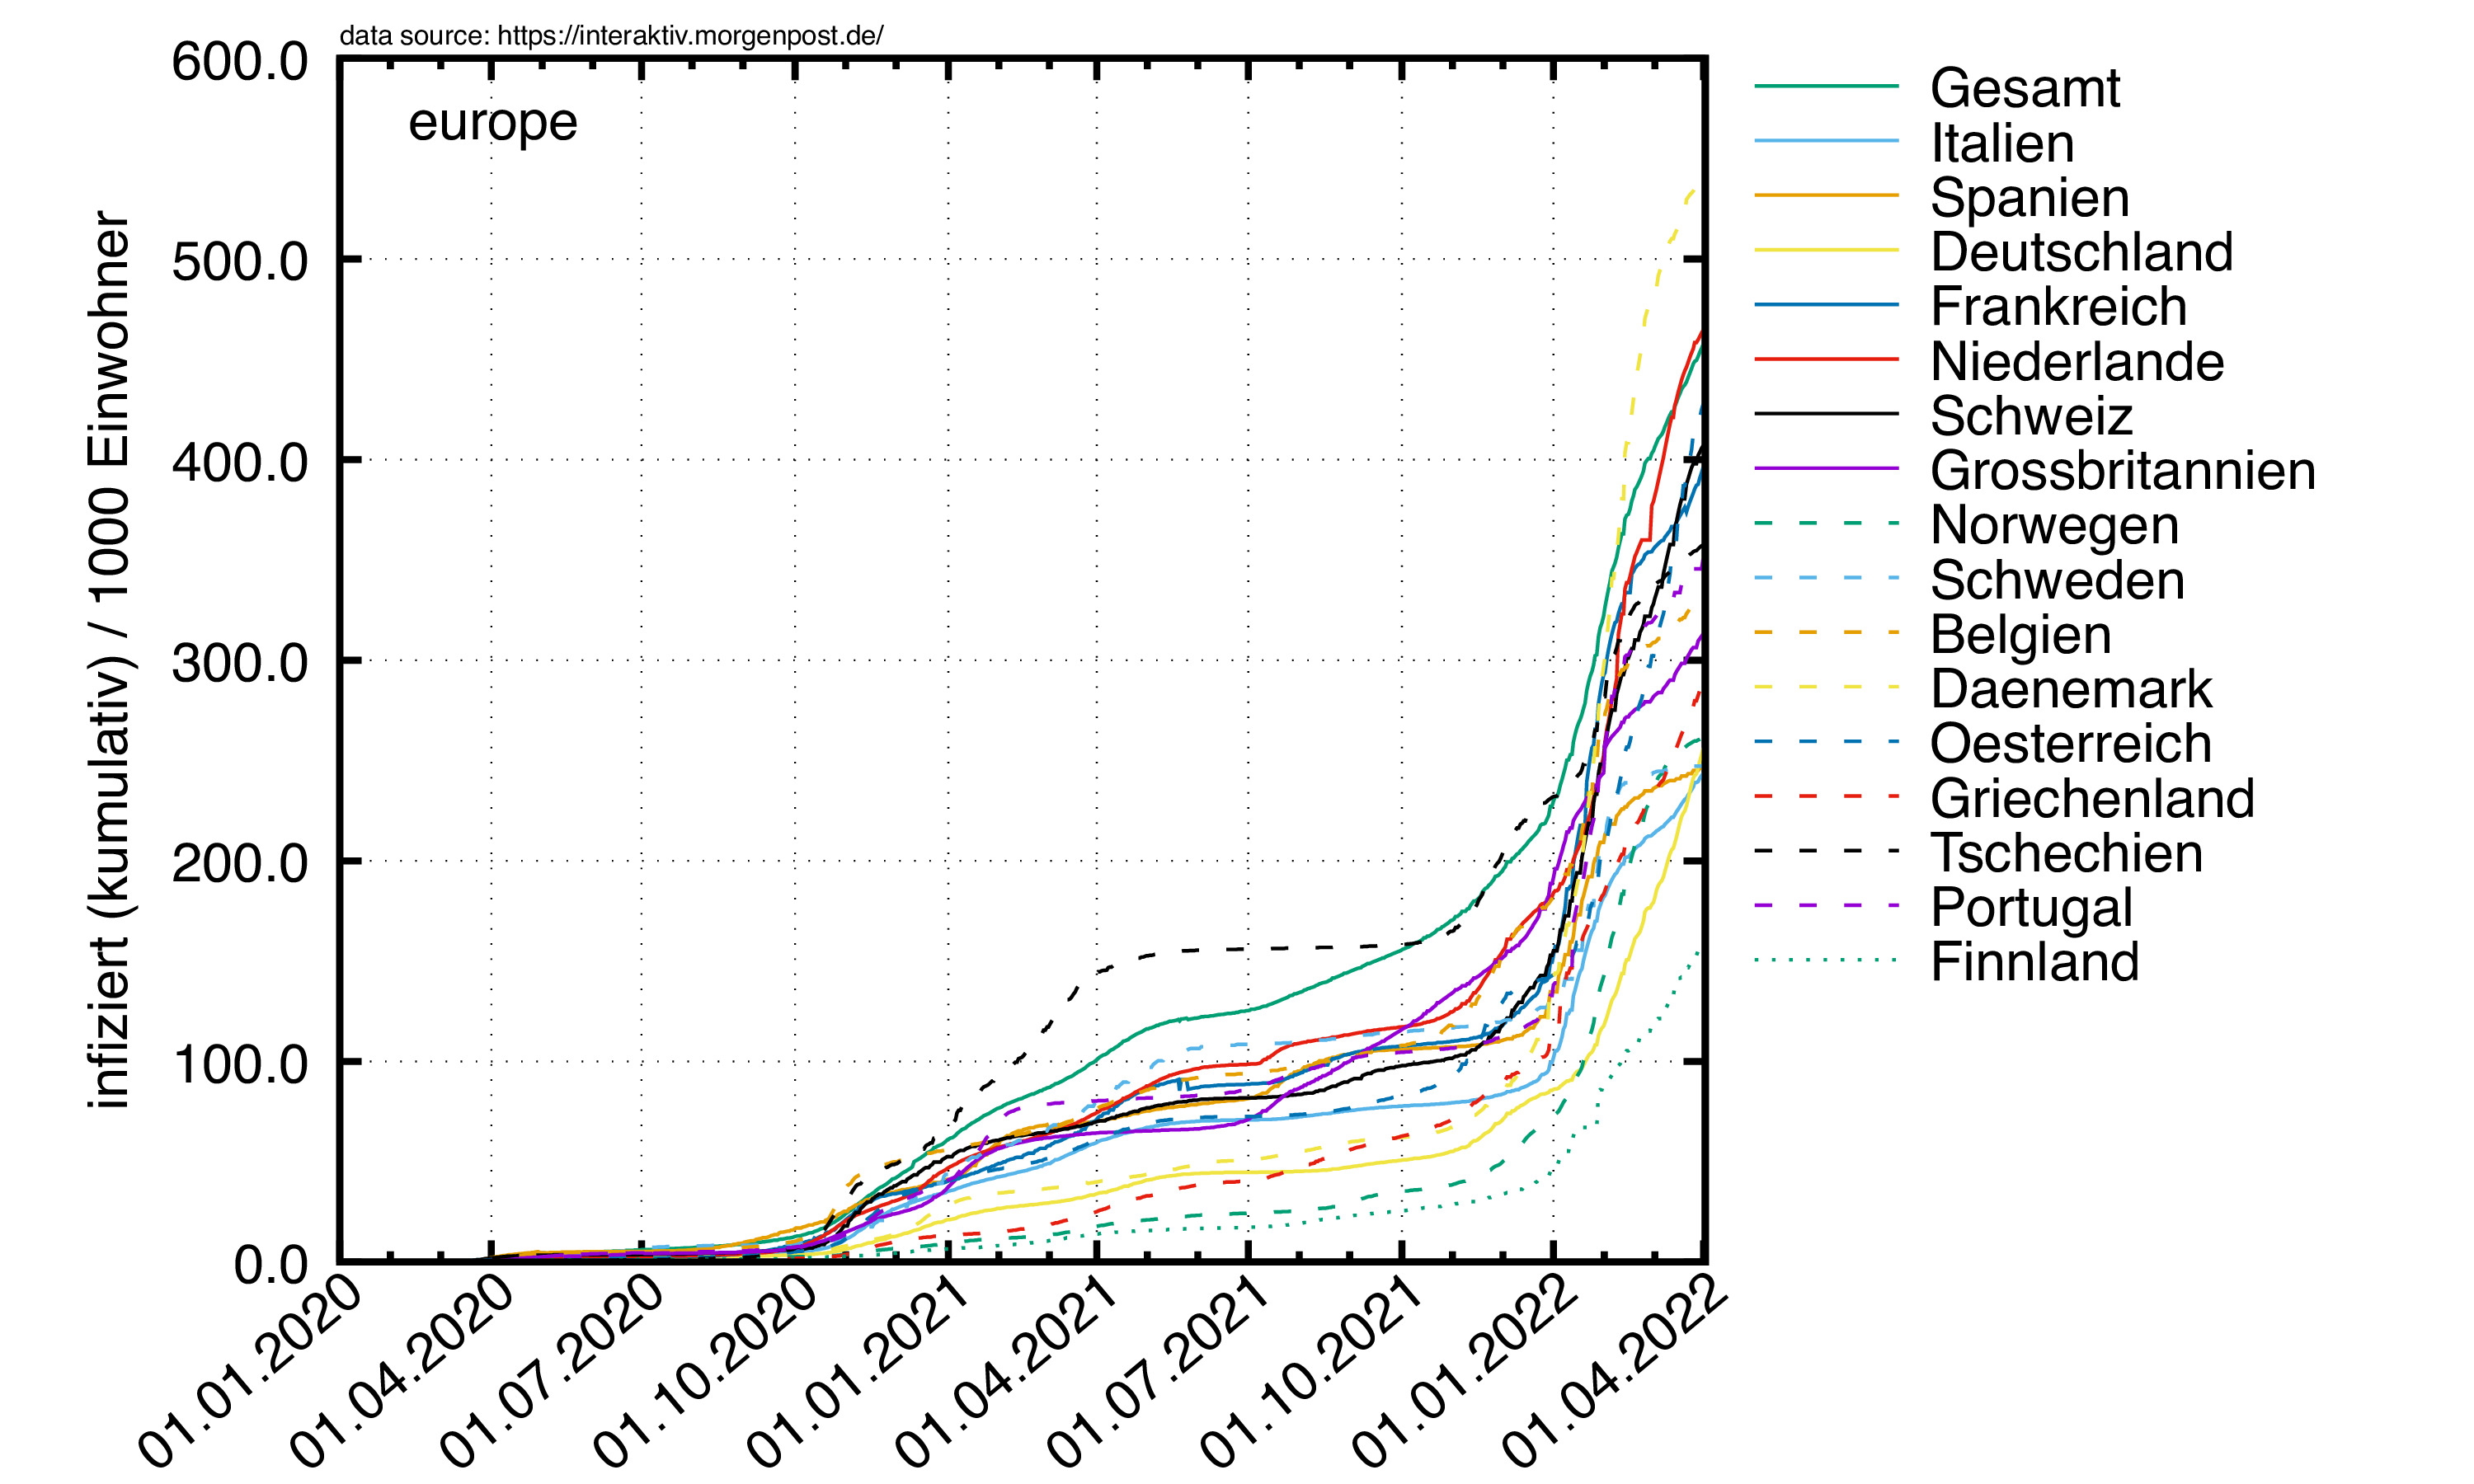 data source: https://interaktiv.morgenpost.de/
europe
infiziert (kumulativ) / 1000 Einwohner
600.0
500.0
400.0
300.0
200.0
100.0
0.0
01.01.2020
01.04.2020
01.07.2020
01.10.2020
01.01.2021
01.04.2021
01.07.2021
01.10.2021
01.01.2022
01.04.2022
Gesamt
Italien
Spanien
Deutschland
Frankreich
Niederlande
Schweiz
Grossbritannien
Norwegen
Schweden
Belgien
Daenemark
Oesterreich
Griechenland
Tschechien
Portugal
Finnland